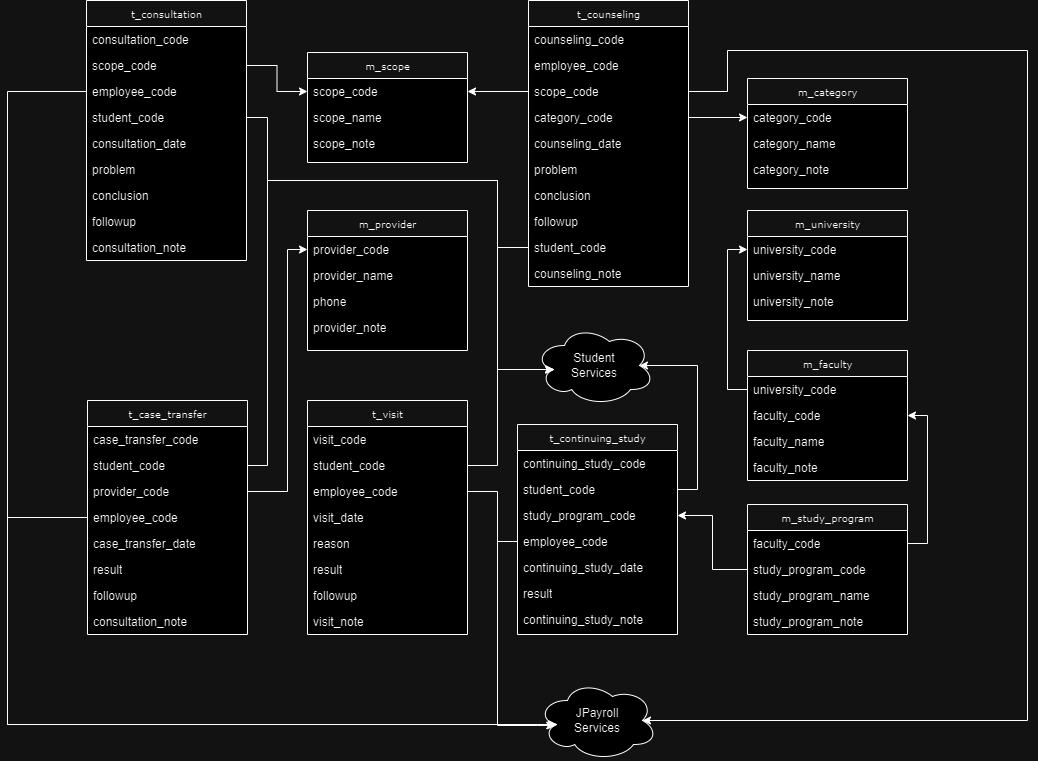 t_consultation
consultation_code
scope_code
employee_code
student_code
consultation_date
problem
conclusion
followup
consultation_note
m_scope
scope_code
scope_name
scope_note
t_counseling
counseling_code
employee_code
scope_code
category_code
counseling_date
problem
conclusion
followup
student_code
counseling_note
m_category
category_code
category_name
category_note
m_provider
provider_code
provider_name
phone
provider_note
m_university
university_code
university_name
university_note
Student
Services
m_faculty
university_code
faculty_code
faculty_name
faculty_note
t_case_transfer
case_transfer_code
student_code
provider_code
employee_code
case_transfer_date
result
followup
consultation_note
t_visit
visit_code
student_code
employee_code
visit_date
reason
result
followup
visit_note
t_continuing_study
continuing_study_code
student_code
study_program_code
employee_code
continuing_study_date
result
continuing_study_note
m_study_program
faculty_code
study_program_code
study_program_name
study_program_note
JPayroll
Services